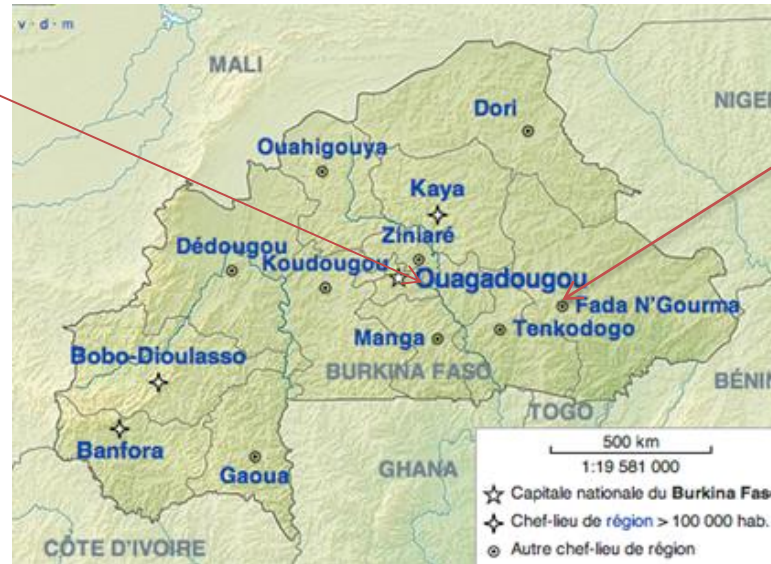 v · d · m
MALI
NIGE
Dori
Ouahigouya
Kaya
Ziniaré
Dédougou
Koudougou
Ouagadougou
Fada N'Gourma
Tenkodogo
Manga
Bobo-Dioulasso
BURKINA FASO
BÉNIN
TOGO
Banfora
Gaoua
GHANA
CÔTE D'IVOIRE
500 km
1:19 581 000
Capitale nationale du Burkina Faso
Chef-lieu de région > 100 000 hab.
Autre chef-lieu de région